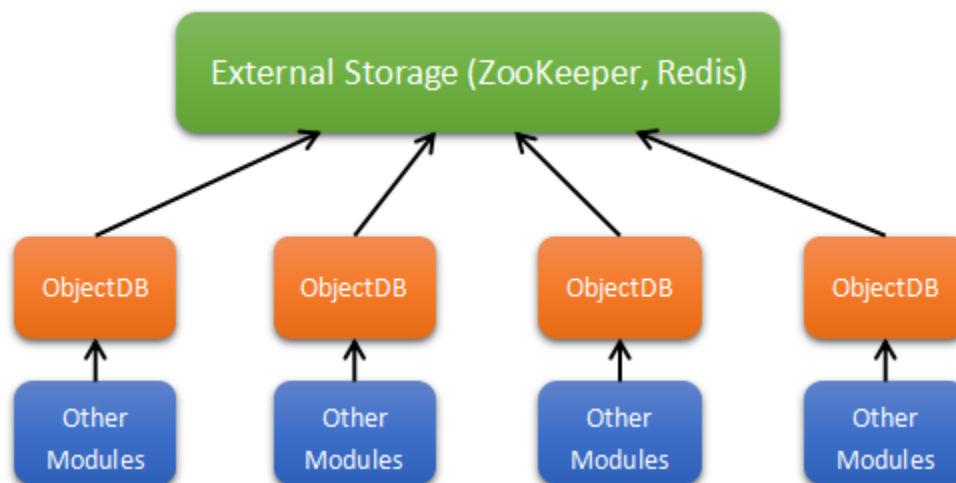 External Storage (ZooKeeper, Redis)
ObjectDB
ObjectDB
ObjectDB
ObjectDB
Other
Modules
Other
Modules
Other
Modules
Other
Modules